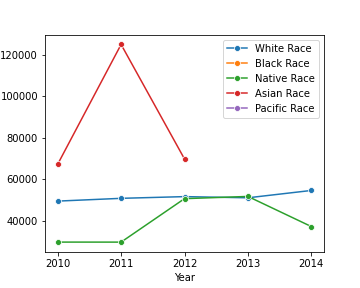 White Race
Black Race
Native Race
Asian Race
Pacific Race
120000
100000
80000
60000
40000
2010 2011 2012 2013 2014
Year